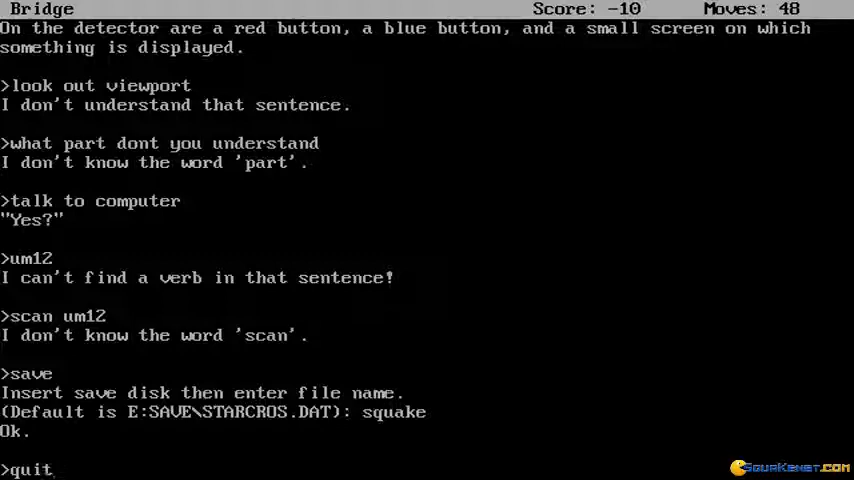 Bridge Score: -10 Moves: 48
On the detector are a red button, a blue button, and a small screen on which
something is displayed.
>look out viewport
I don't understand that sentence.
>what part dont you understand
I don't know the word 'part'.
>talk to computer
"Yes?"
>um12
I can't find a verb in that sentence!
>scan um12
I don't know the word 'scan'.
>save
Insert save disk then enter file name.
(Default is E:SAVE\STARCROS.DAT): squake
Ok.
>quit
SquaKenet.com